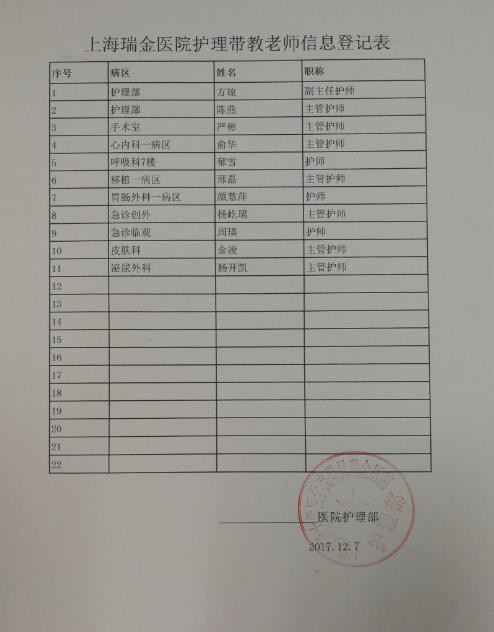 上海瑞金医院护理带教老师信息登记表
序号 病区 姓名 职称
1 护理部 方琼 副主任护师
2 护理部 陈燕 主管护师
3 手术室 严彬 主管护师
4 心内科一病区 俞华 主管护师
5 呼吸科7楼 郁雪 护师
6 移植一病区 邢磊 主管护师
7 胃肠外科一病区 颜慧萍 护师
8 急诊创外 杨屹珺 主管护师
9 急诊临观 周瑛 护师
10 皮肤科 金凌 主管护师
11 泌尿外科 杨开凯 主管护师
12
13
14
15
16
17
18
19
20
21
22
医院护理部
2017.12.7
护理部